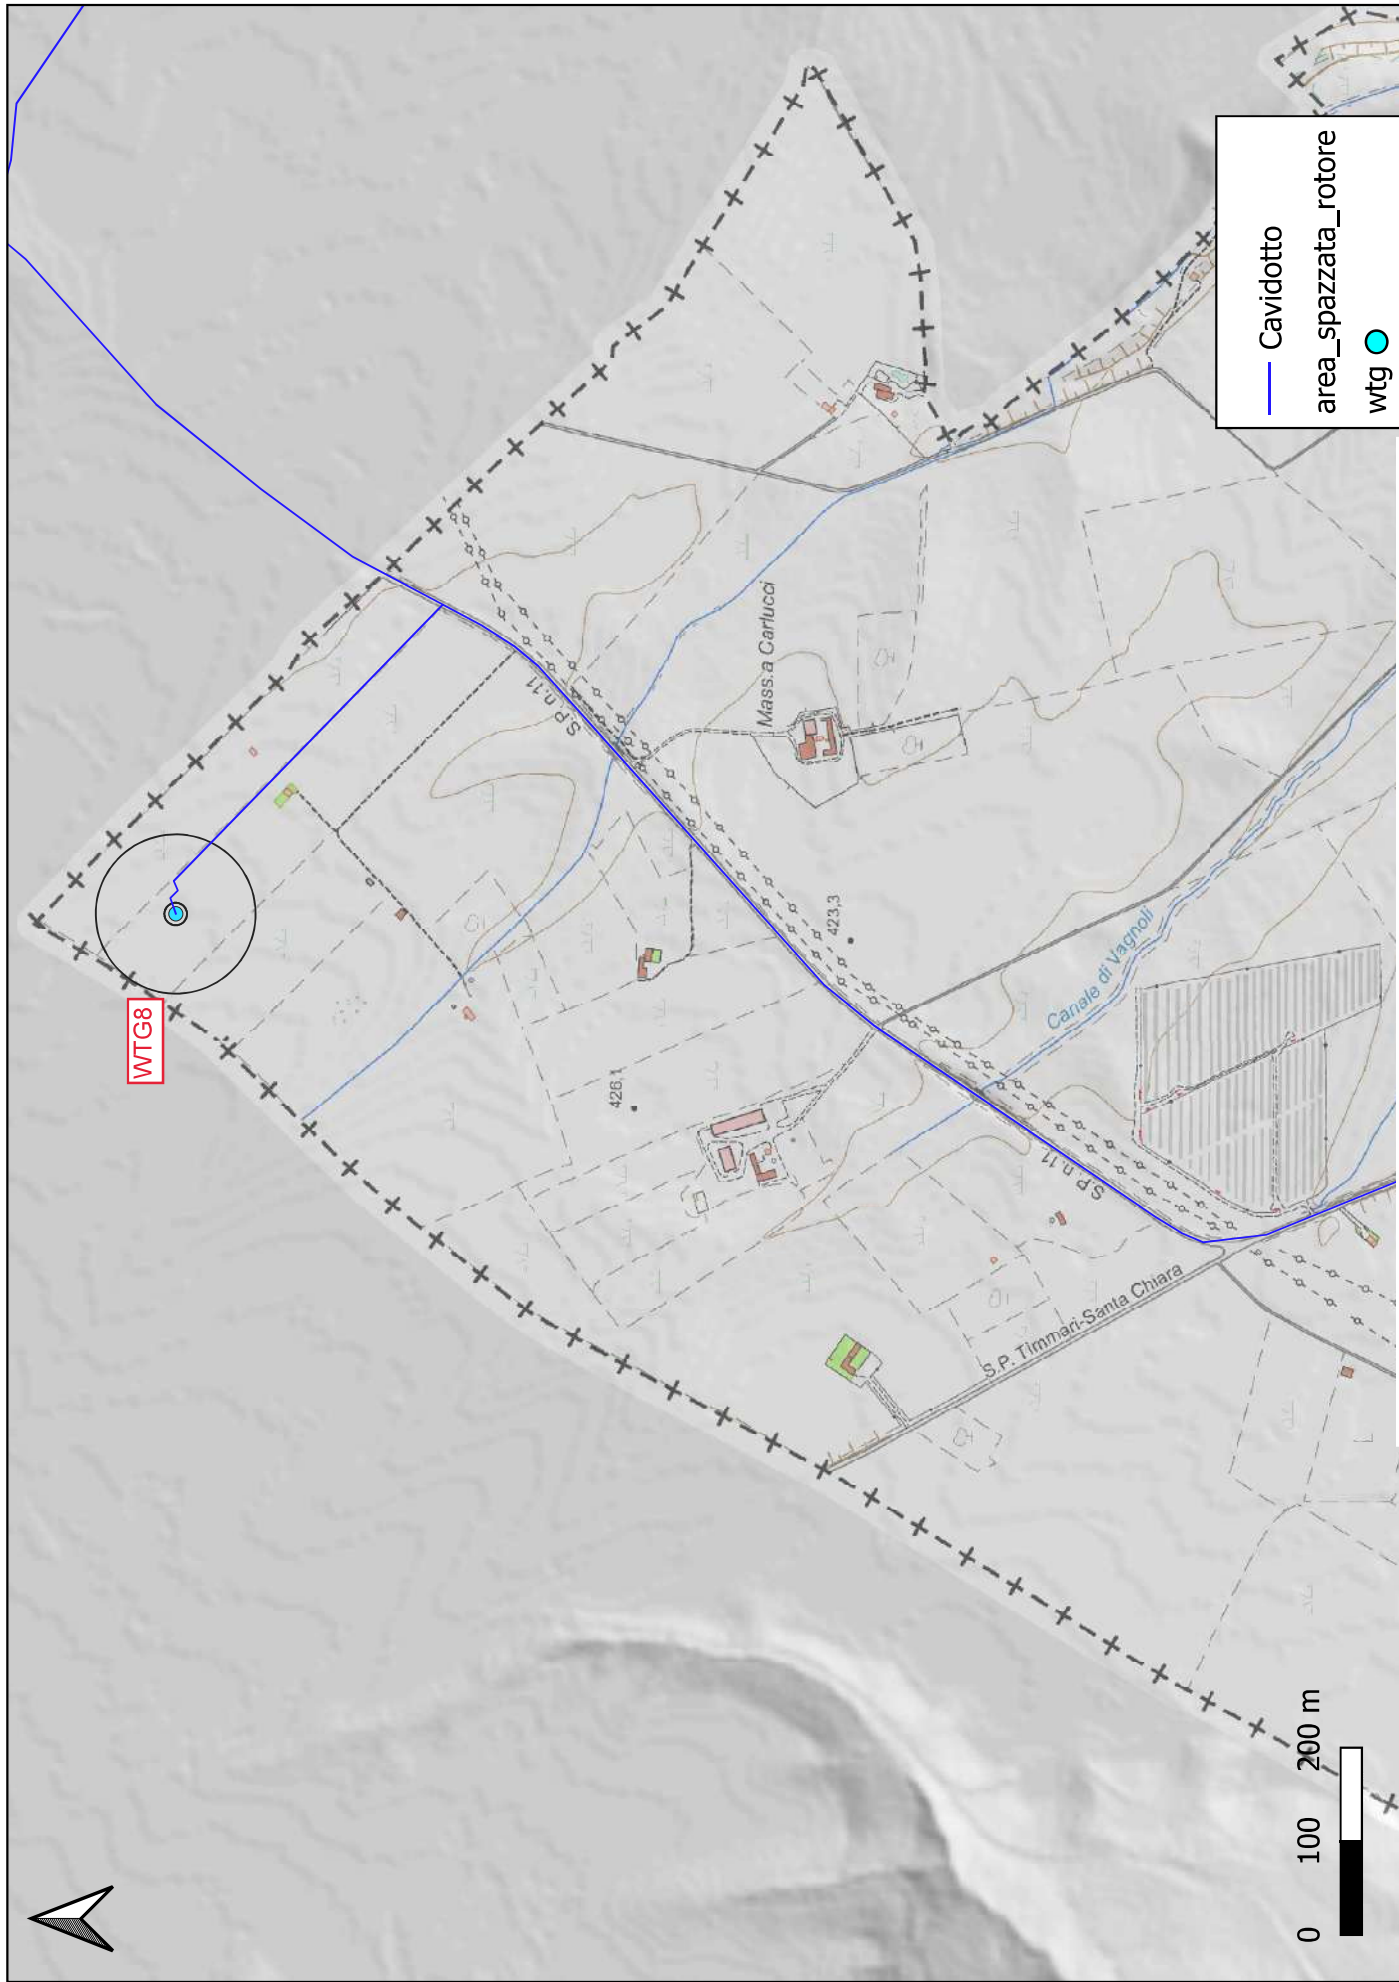 WTG8
S.P. n.11
Mass.a Carlucci
423,3
426,1
Canale di Vagnoli
S.P. n.11
S.P. Timmari-Santa Chiara
Cavidotto
area_spazzata_rotore
wtg
0 100 200 m